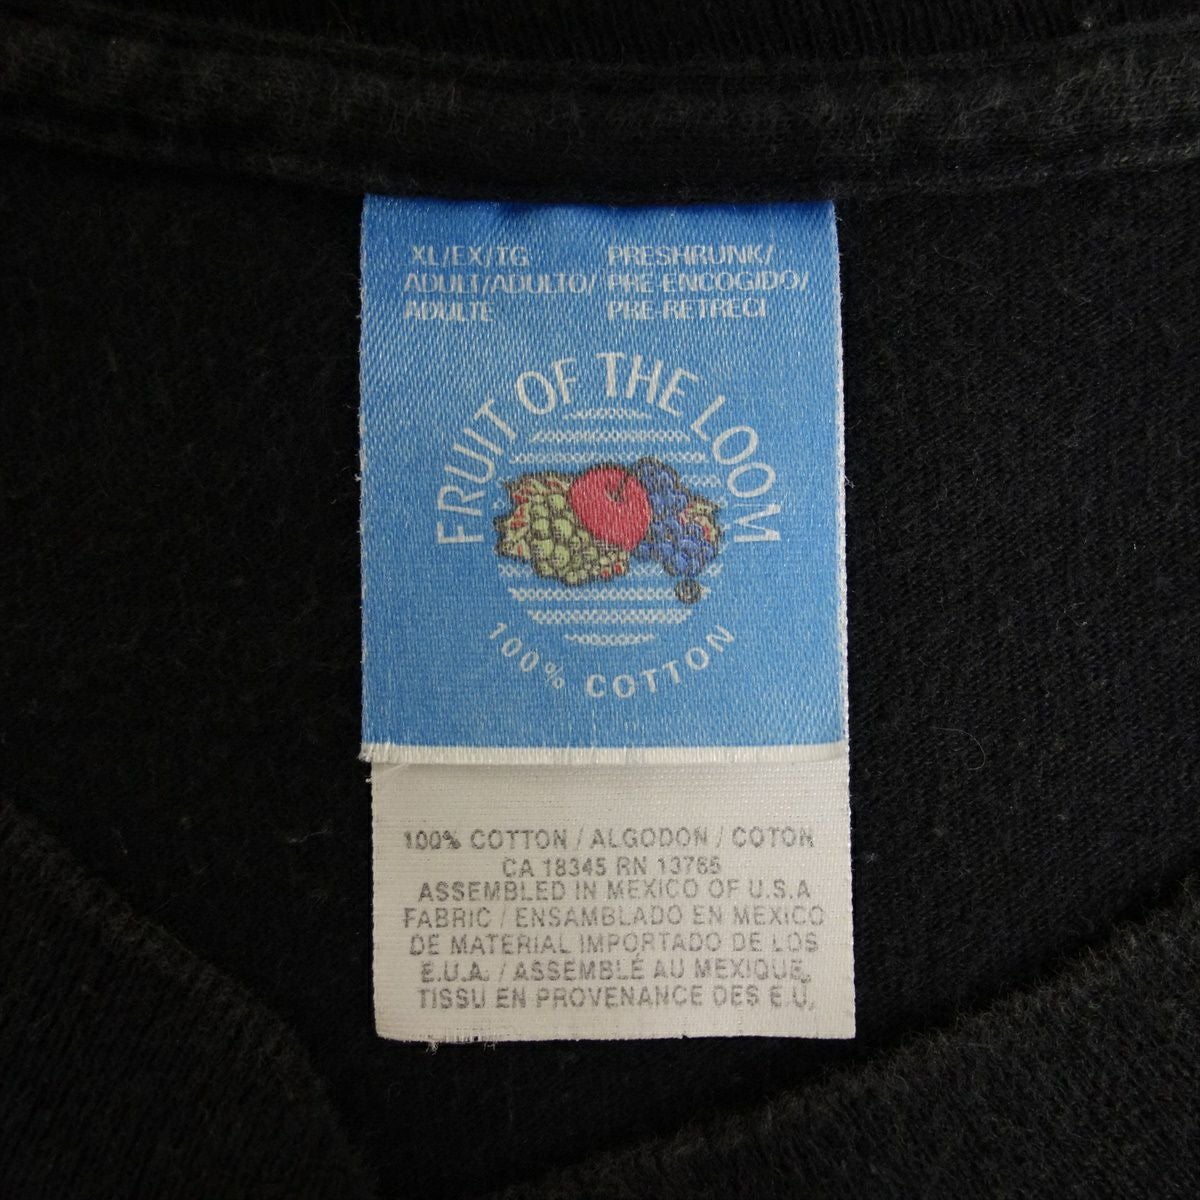 XL/EX/TG
ADULT/ADULTO/
ADULTE
PRESHRUNK/
PRE-ENCOGIDO/
PRE-RETRECI
FRUIT OF THE LOOM
100% COTTON
100% COTTON / ALGODON / COTON
CA 18345 RN 13765
ASSEMBLED IN MEXICO OF U.S.A
FABRIC / ENSAMBLADO EN MEXICO
DE MATERIAL IMPORTADO DE LOS
E.U.A. / ASSEMBLÉ AU MEXIQUE,
TISSU EN PROVENANCE DES E.U.